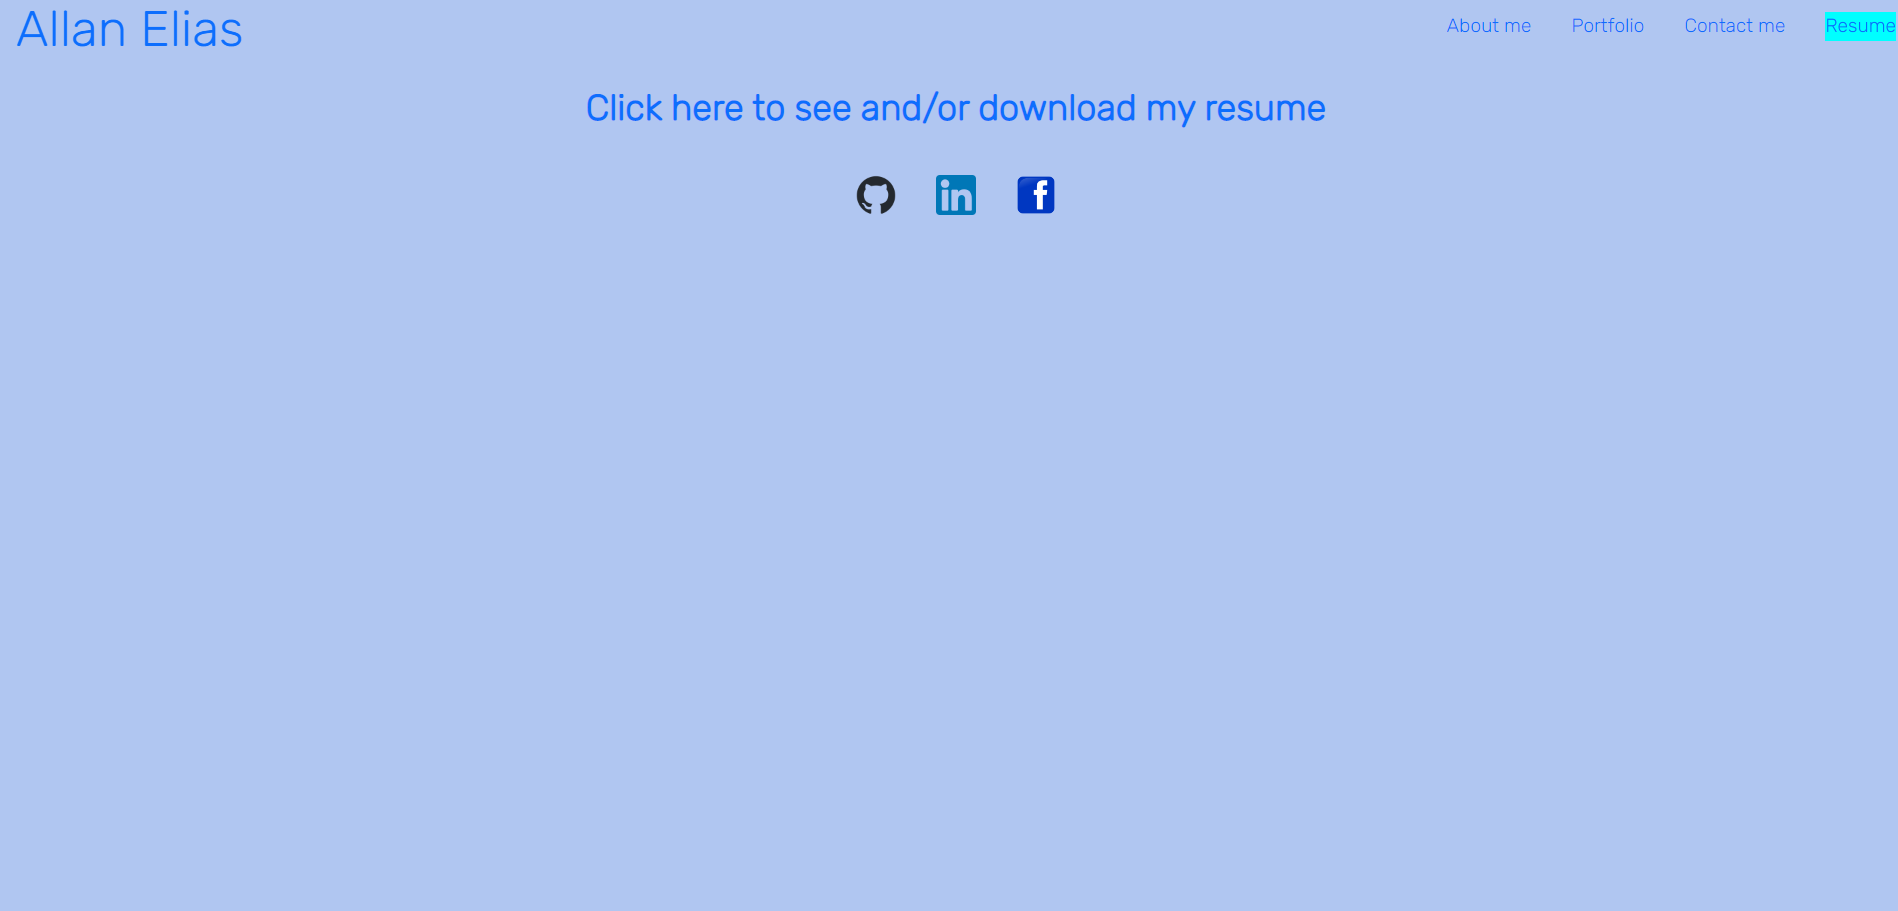 Allan Elias
About me
Portfolio
Contact me
Resume
Click here to see and/or download my resume
in
f